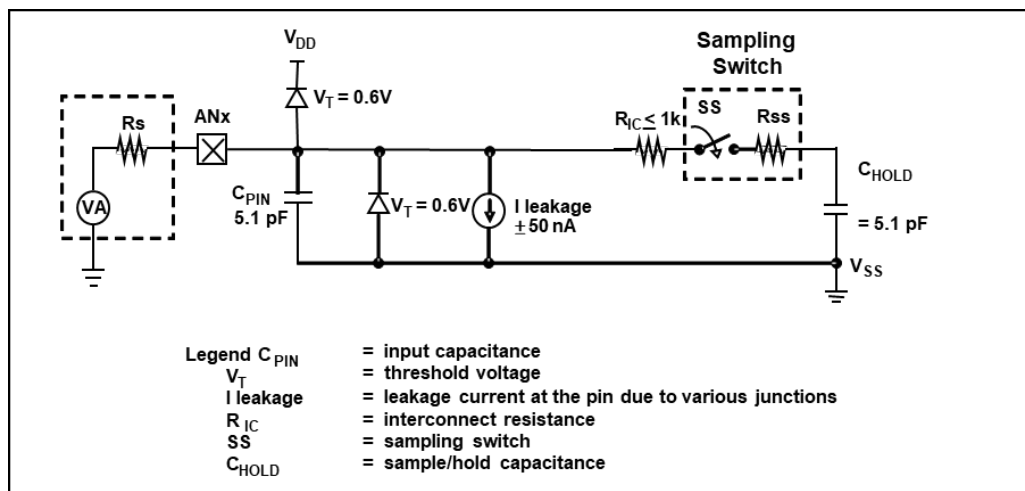 Sampling
Switch
VDD
VT = 0.6V
Rs
ANx
RIC ≤ 1k
SS
Rss
VA
CPIN
5.1 pF
VT = 0.6V
I leakage
± 50 nA
CHOLD
= 5.1 pF
VSS
Legend CPIN = input capacitance
VT = threshold voltage
I leakage = leakage current at the pin due to various junctions
RIC = interconnect resistance
SS = sampling switch
CHOLD = sample/hold capacitance